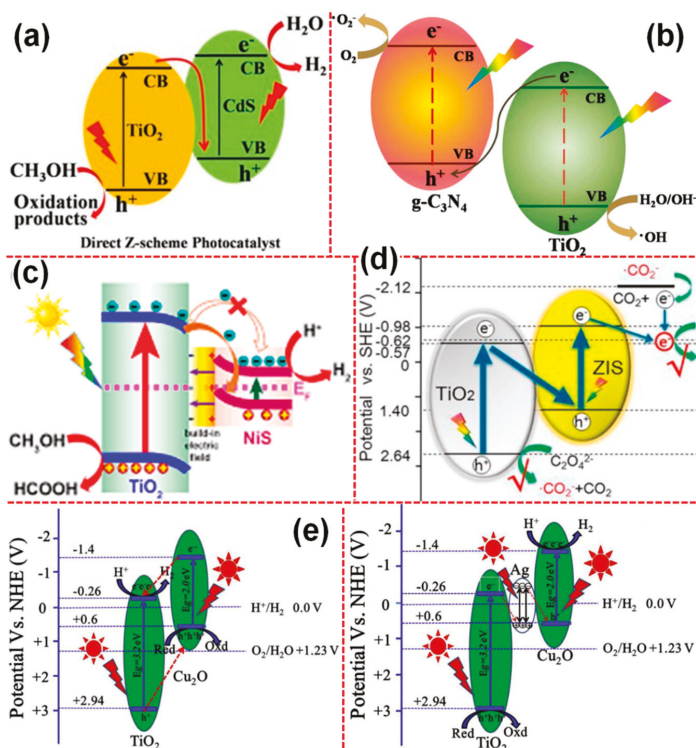 (a)
e⁻
CB
TiO₂
VB
h⁺
CH₃OH
Oxidation
products
e⁻
CB
CdS
VB
h⁺
H₂O
H₂
Direct Z-scheme Photocatalyst
(b)
·O₂⁻
O₂
e⁻
CB
VB
h⁺
g-C₃N₄
e⁻
CB
VB
h⁺
TiO₂
H₂O/OH⁻
·OH
(c)
H⁺
H₂
E_F
NiS
build-in
electric
field
CH₃OH
HCOOH
TiO₂
(d)
Potential vs. SHE (V)
-2.12
-0.98
-0.62
-0.57
0
1.40
2.64
·CO₂⁻
CO₂+ e⁻
e⁻
e⁻
e⁻
ZIS
TiO₂
h⁺
h⁺
C₂O₄²⁻
·CO₂⁻+CO₂
(e)
Potential Vs. NHE (V)
-2
-1
0
+1
+2
+3
-1.4
-0.26
+0.6
+2.94
H⁺
H₂
e⁻
Eg=2.0eV
Eg=3.2eV
H⁺/H₂ 0.0 V
Red
h⁺h⁺h⁺
Oxd
O₂/H₂O +1.23 V
Cu₂O
h⁺
TiO₂
Potential Vs. NHE (V)
-2
-1
0
+1
+2
+3
-1.4
-0.26
+0.6
+2.94
H⁺
H₂
Ag
e⁻
Eg=2.0eV
Eg=3.2eV
H⁺/H₂ 0.0 V
Cu₂O
O₂/H₂O +1.23 V
Red
h⁺h⁺h⁺
Oxd
TiO₂